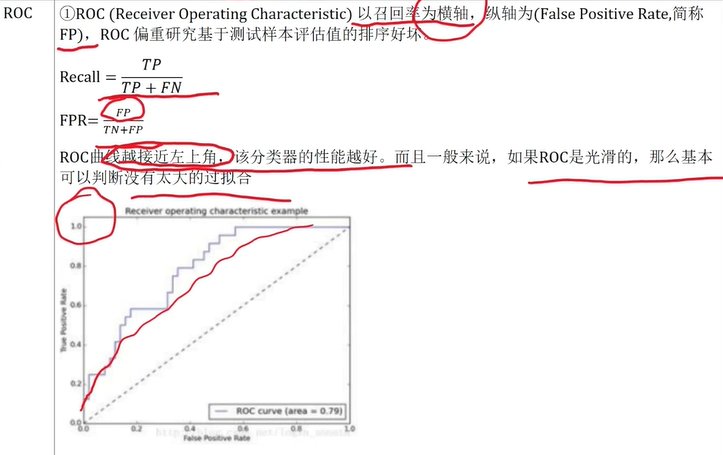 ROC
①ROC (Receiver Operating Characteristic) 以召回率为横轴，纵轴为(False Positive Rate,简称
FP)，ROC 偏重研究基于测试样本评估值的排序好坏。
Recall = TP / TP + FN
FPR= FP / TN+FP
ROC曲线越接近左上角，该分类器的性能越好。而且一般来说，如果ROC是光滑的，那么基本
可以判断没有太大的过拟合
Receiver operating characteristic example
1.0
0.8
0.6
0.4
0.2
0.0
True Positive Rate
ROC curve (area = 0.79)
0.0 0.2 0.4 0.6 0.8 1.0
False Positive Rate